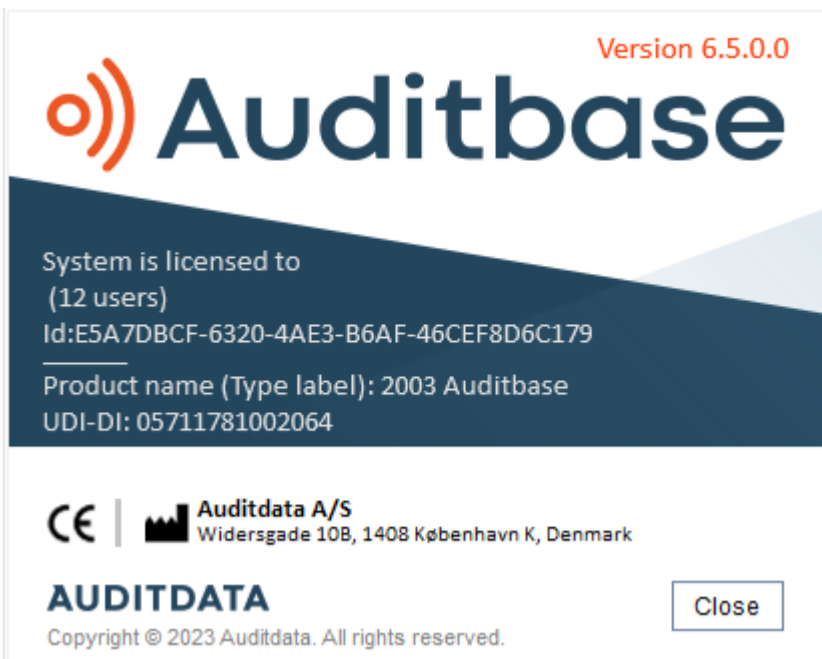 Version 6.5.0.0
Auditbase
System is licensed to
(12 users)
Id:E5A7DBCF-6320-4AE3-B6AF-46CEF8D6C179
Product name (Type label): 2003 Auditbase
UDI-DI: 05711781002064
CE
Auditdata A/S
Widersgade 10B, 1408 København K, Denmark
AUDITDATA
Close
Copyright © 2023 Auditdata. All rights reserved.